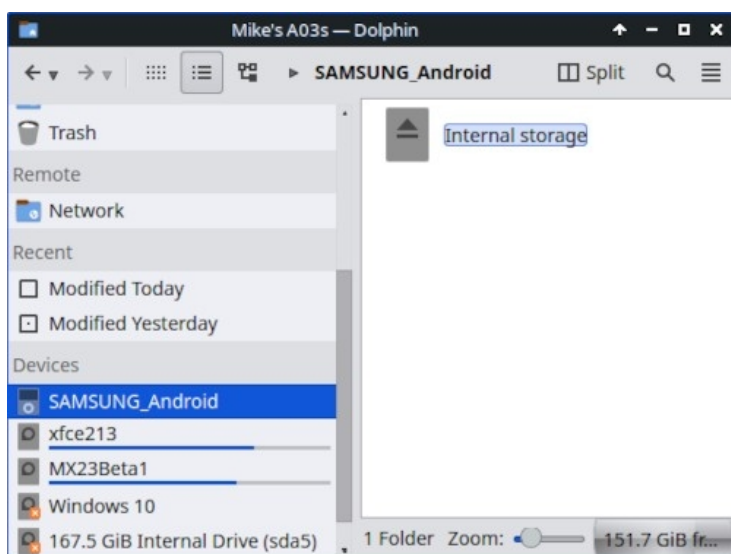 Mike's A03s — Dolphin
SAMSUNG_Android
Split
Trash
Remote
Network
Recent
Modified Today
Modified Yesterday
Devices
SAMSUNG_Android
xfce213
MX23Beta1
Windows 10
167.5 GiB Internal Drive (sda5)
Internal storage
1 Folder Zoom: 151.7 GiB fr...